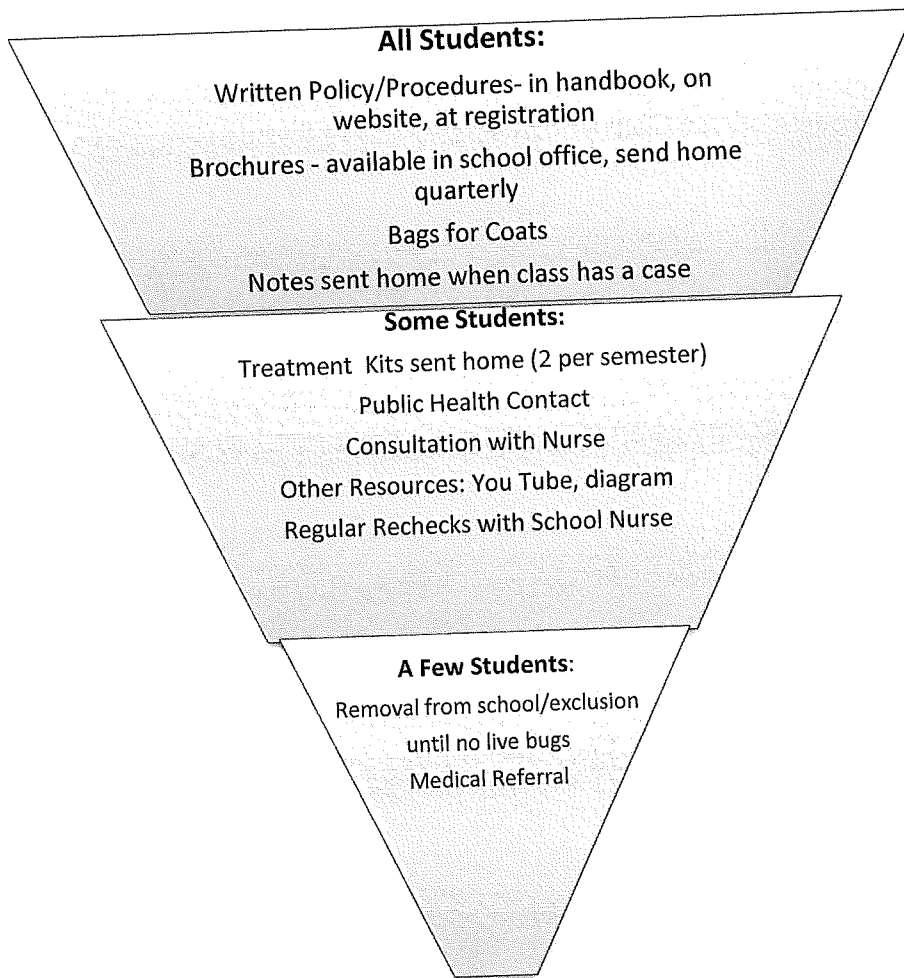 All Students:
Written Policy/Procedures- in handbook, on
website, at registration
Brochures - available in school office, send home
quarterly
Bags for Coats
Notes sent home when class has a case
Some Students:
Treatment Kits sent home (2 per semester)
Public Health Contact
Consultation with Nurse
Other Resources: You Tube, diagram
Regular Rechecks with School Nurse
A Few Students:
Removal from school/exclusion
until no live bugs
Medical Referral